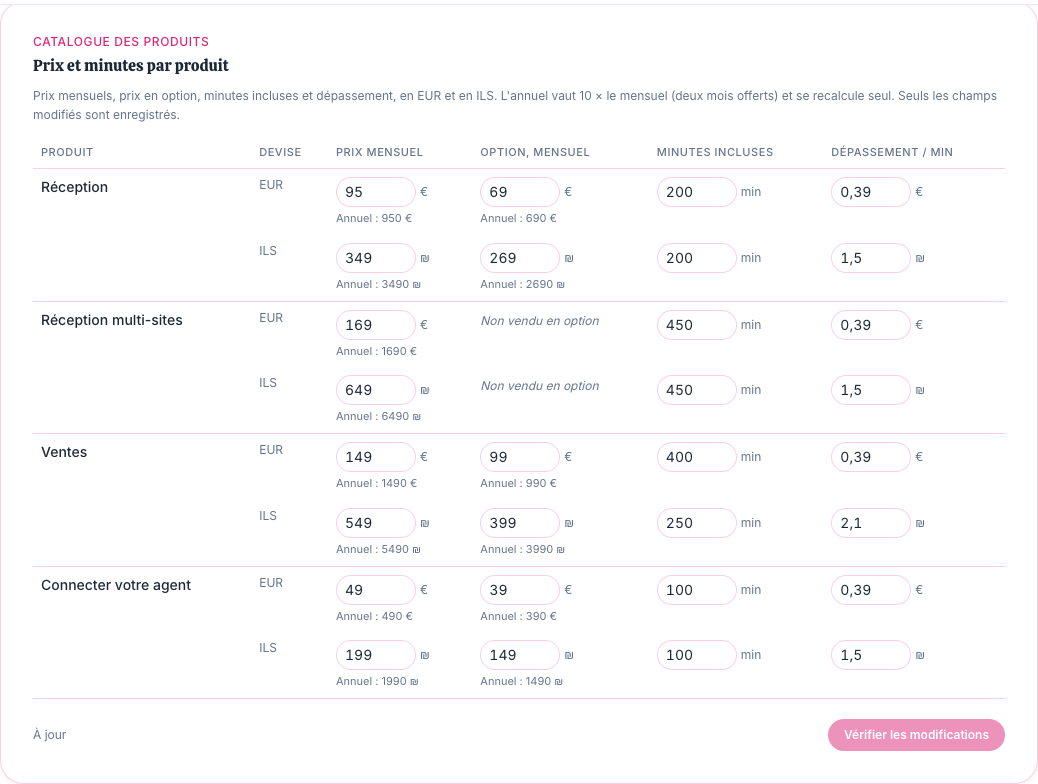 CATALOGUE DES PRODUITS
Prix et minutes par produit
Prix mensuels, prix en option, minutes incluses et dépassement, en EUR et en ILS. L'annuel vaut 10 × le mensuel (deux mois offerts) et se recalcule seul. Seuls les champs
modifiés sont enregistrés.
PRODUIT DEVISE PRIX MENSUEL OPTION, MENSUEL MINUTES INCLUSES DÉPASSEMENT / MIN
Réception EUR 95 € 69 € 200 min 0,39 €
Annuel : 950 € Annuel : 690 €
ILS 349 ₪ 269 ₪ 200 min 1,5 ₪
Annuel : 3490 ₪ Annuel : 2690 ₪
Réception multi-sites EUR 169 € Non vendu en option 450 min 0,39 €
Annuel : 1690 €
ILS 649 ₪ Non vendu en option 450 min 1,5 ₪
Annuel : 6490 ₪
Ventes EUR 149 € 99 € 400 min 0,39 €
Annuel : 1490 € Annuel : 990 €
ILS 549 ₪ 399 ₪ 250 min 2,1 ₪
Annuel : 5490 ₪ Annuel : 3990 ₪
Connecter votre agent EUR 49 € 39 € 100 min 0,39 €
Annuel : 490 € Annuel : 390 €
ILS 199 ₪ 149 ₪ 100 min 1,5 ₪
Annuel : 1990 ₪ Annuel : 1490 ₪
À jour Vérifier les modifications